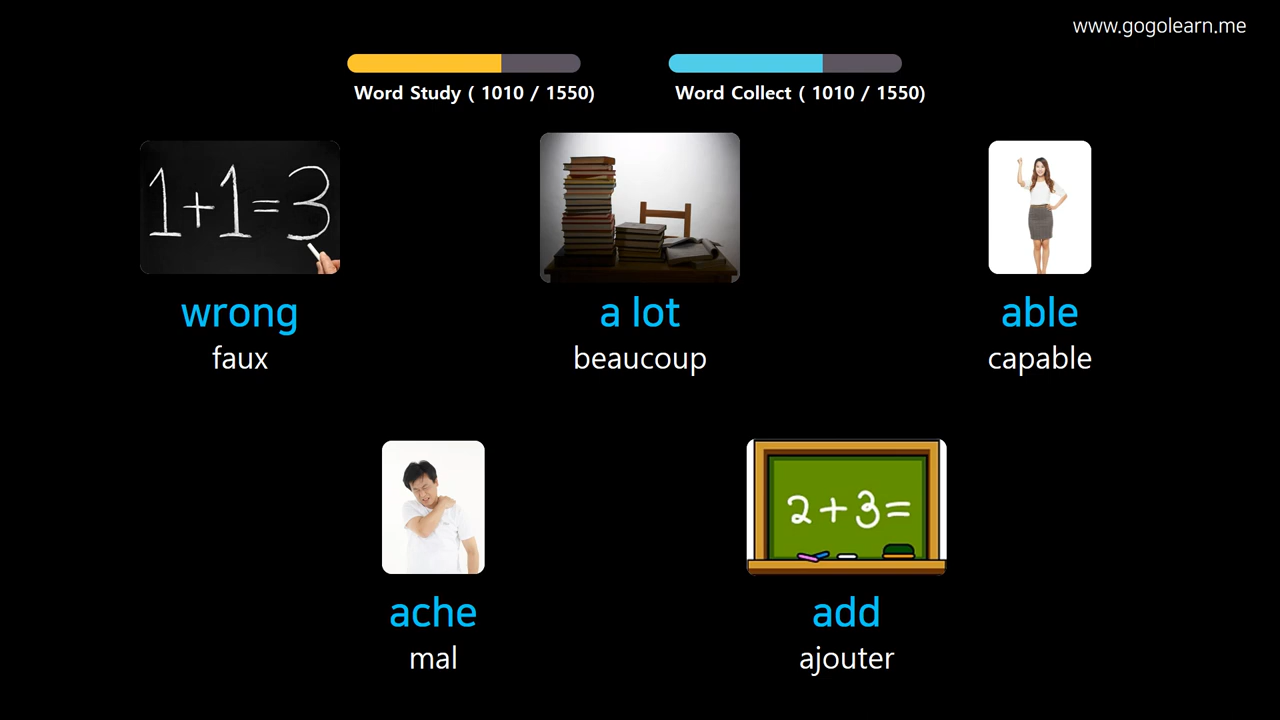 www.gogolearn.me
Word Study ( 1010 / 1550)
Word Collect ( 1010 / 1550)
1+1=3
wrong
faux
a lot
beaucoup
able
capable
ache
mal
2+3=
add
ajouter